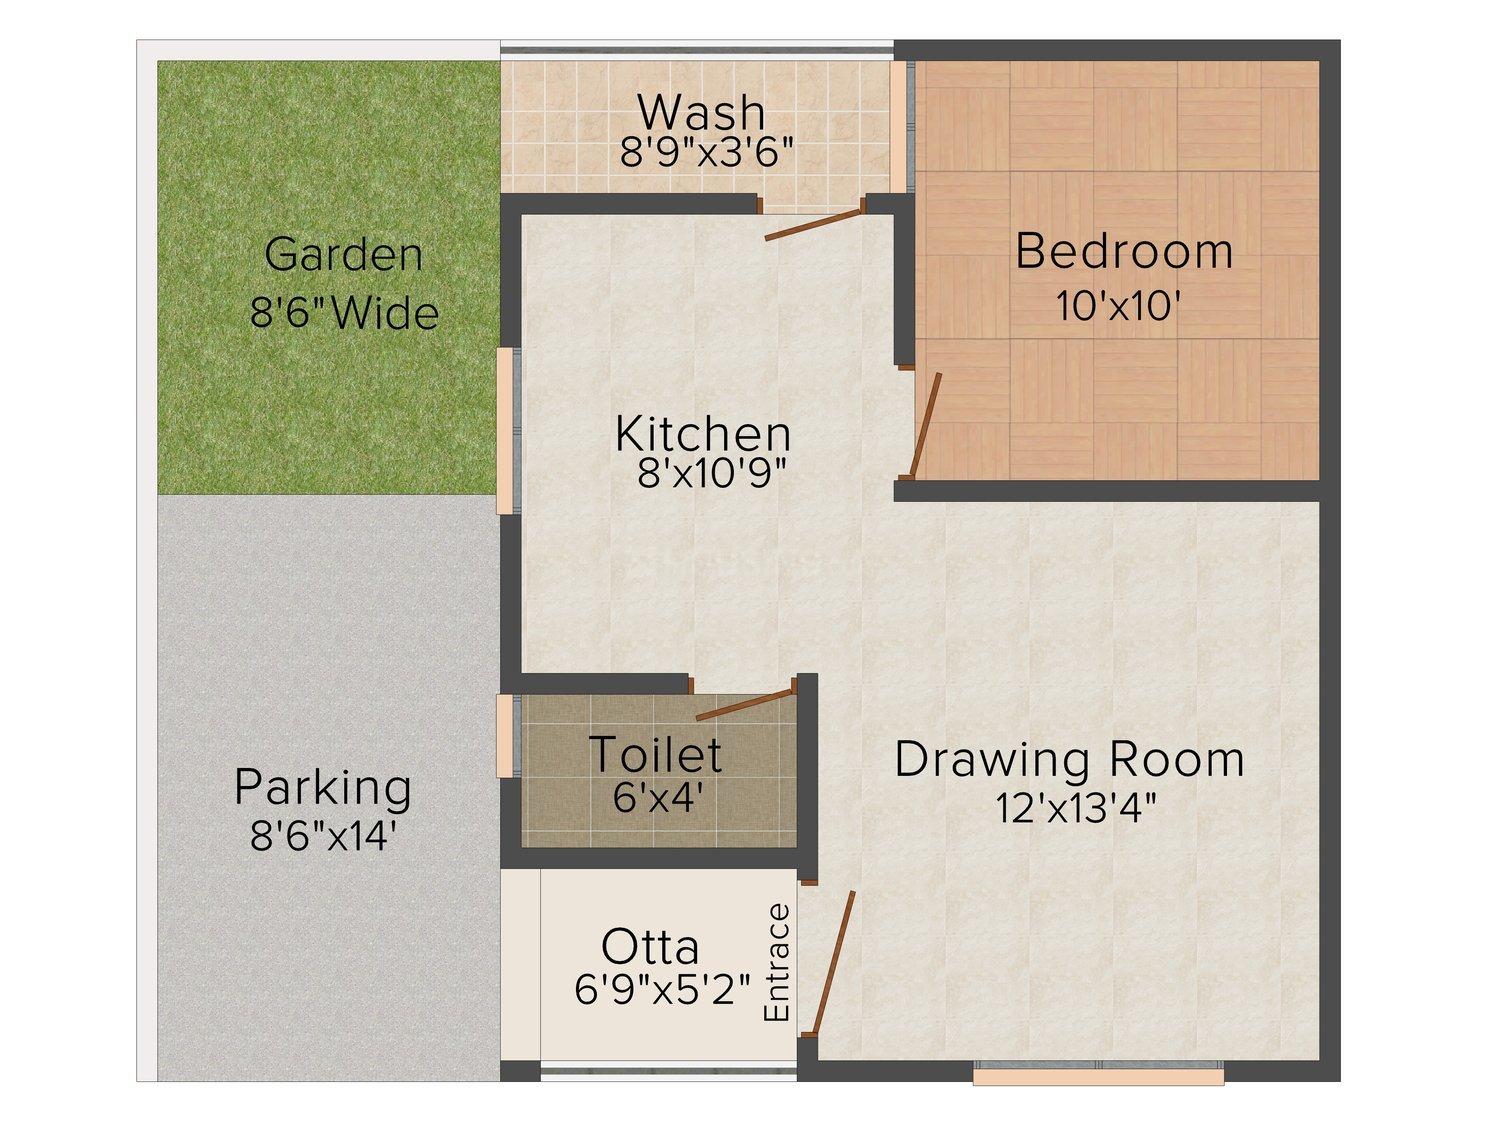 Wash
8'9"x3'6"
Garden
8'6"Wide
Bedroom
10'x10'
Kitchen
8'x10'9"
Toilet
6'x4'
Drawing Room
12'x13'4"
Parking
8'6"x14'
Otta
6'9"x5'2"
Entrace